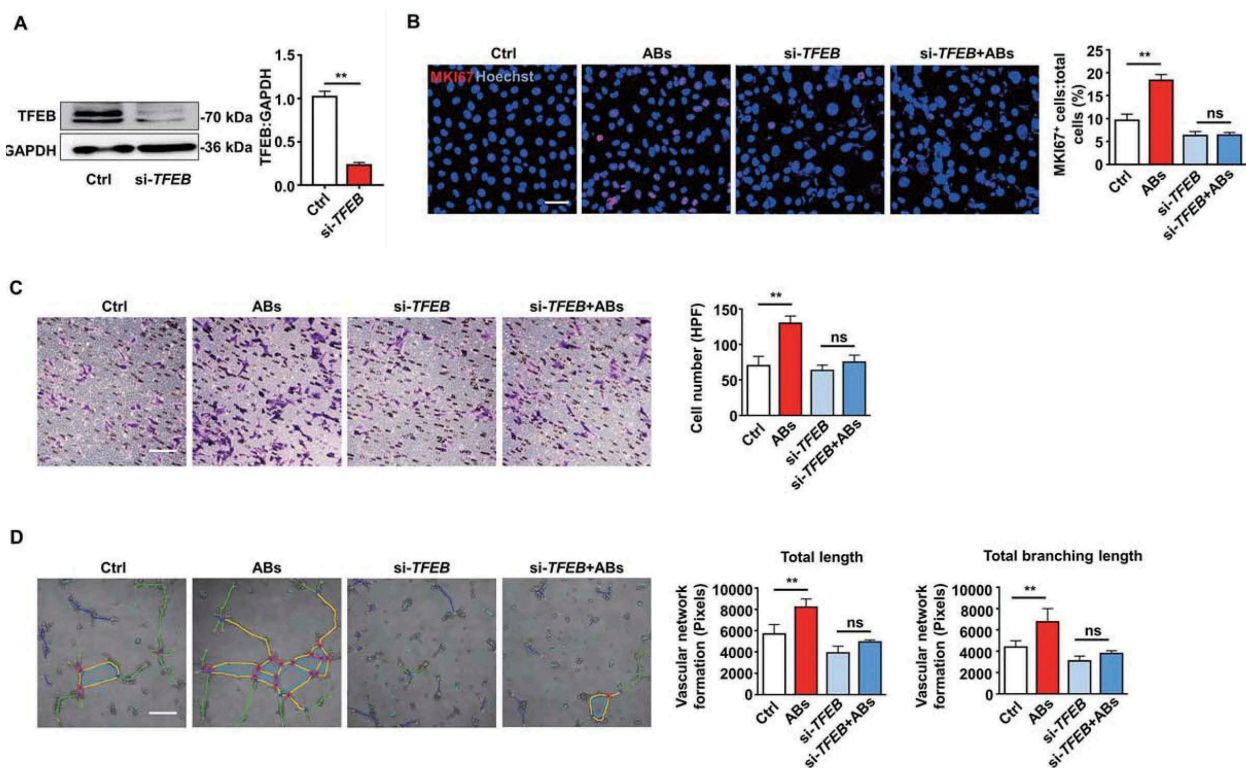 A
TFEB
GAPDH
-70 kDa
-36 kDa
Ctrl si-TFEB
TFEB:GAPDH
1.5
1.0
0.5
0.0
**
Ctrl
si-TFEB
B
Ctrl ABs si-TFEB si-TFEB+ABs
MKI67 Hoechst
MKI67+ cells:total
cells (%)
25
20
15
10
5
0
** ns
Ctrl
ABs
si-TFEB
si-TFEB+ABs
C
Ctrl ABs si-TFEB si-TFEB+ABs
Cell number (HPF)
150
100
50
0
** ns
Ctrl
ABs
si-TFEB
si-TFEB+ABs
D
Ctrl ABs si-TFEB si-TFEB+ABs
Total length
Vascular network
formation (Pixels)
10000
8000
6000
4000
2000
0
** ns
Ctrl
ABs
si-TFEB
si-TFEB+ABs
Total branching length
Vascular network
formation (Pixels)
10000
8000
6000
4000
2000
0
** ns
Ctrl
ABs
si-TFEB
si-TFEB+ABs